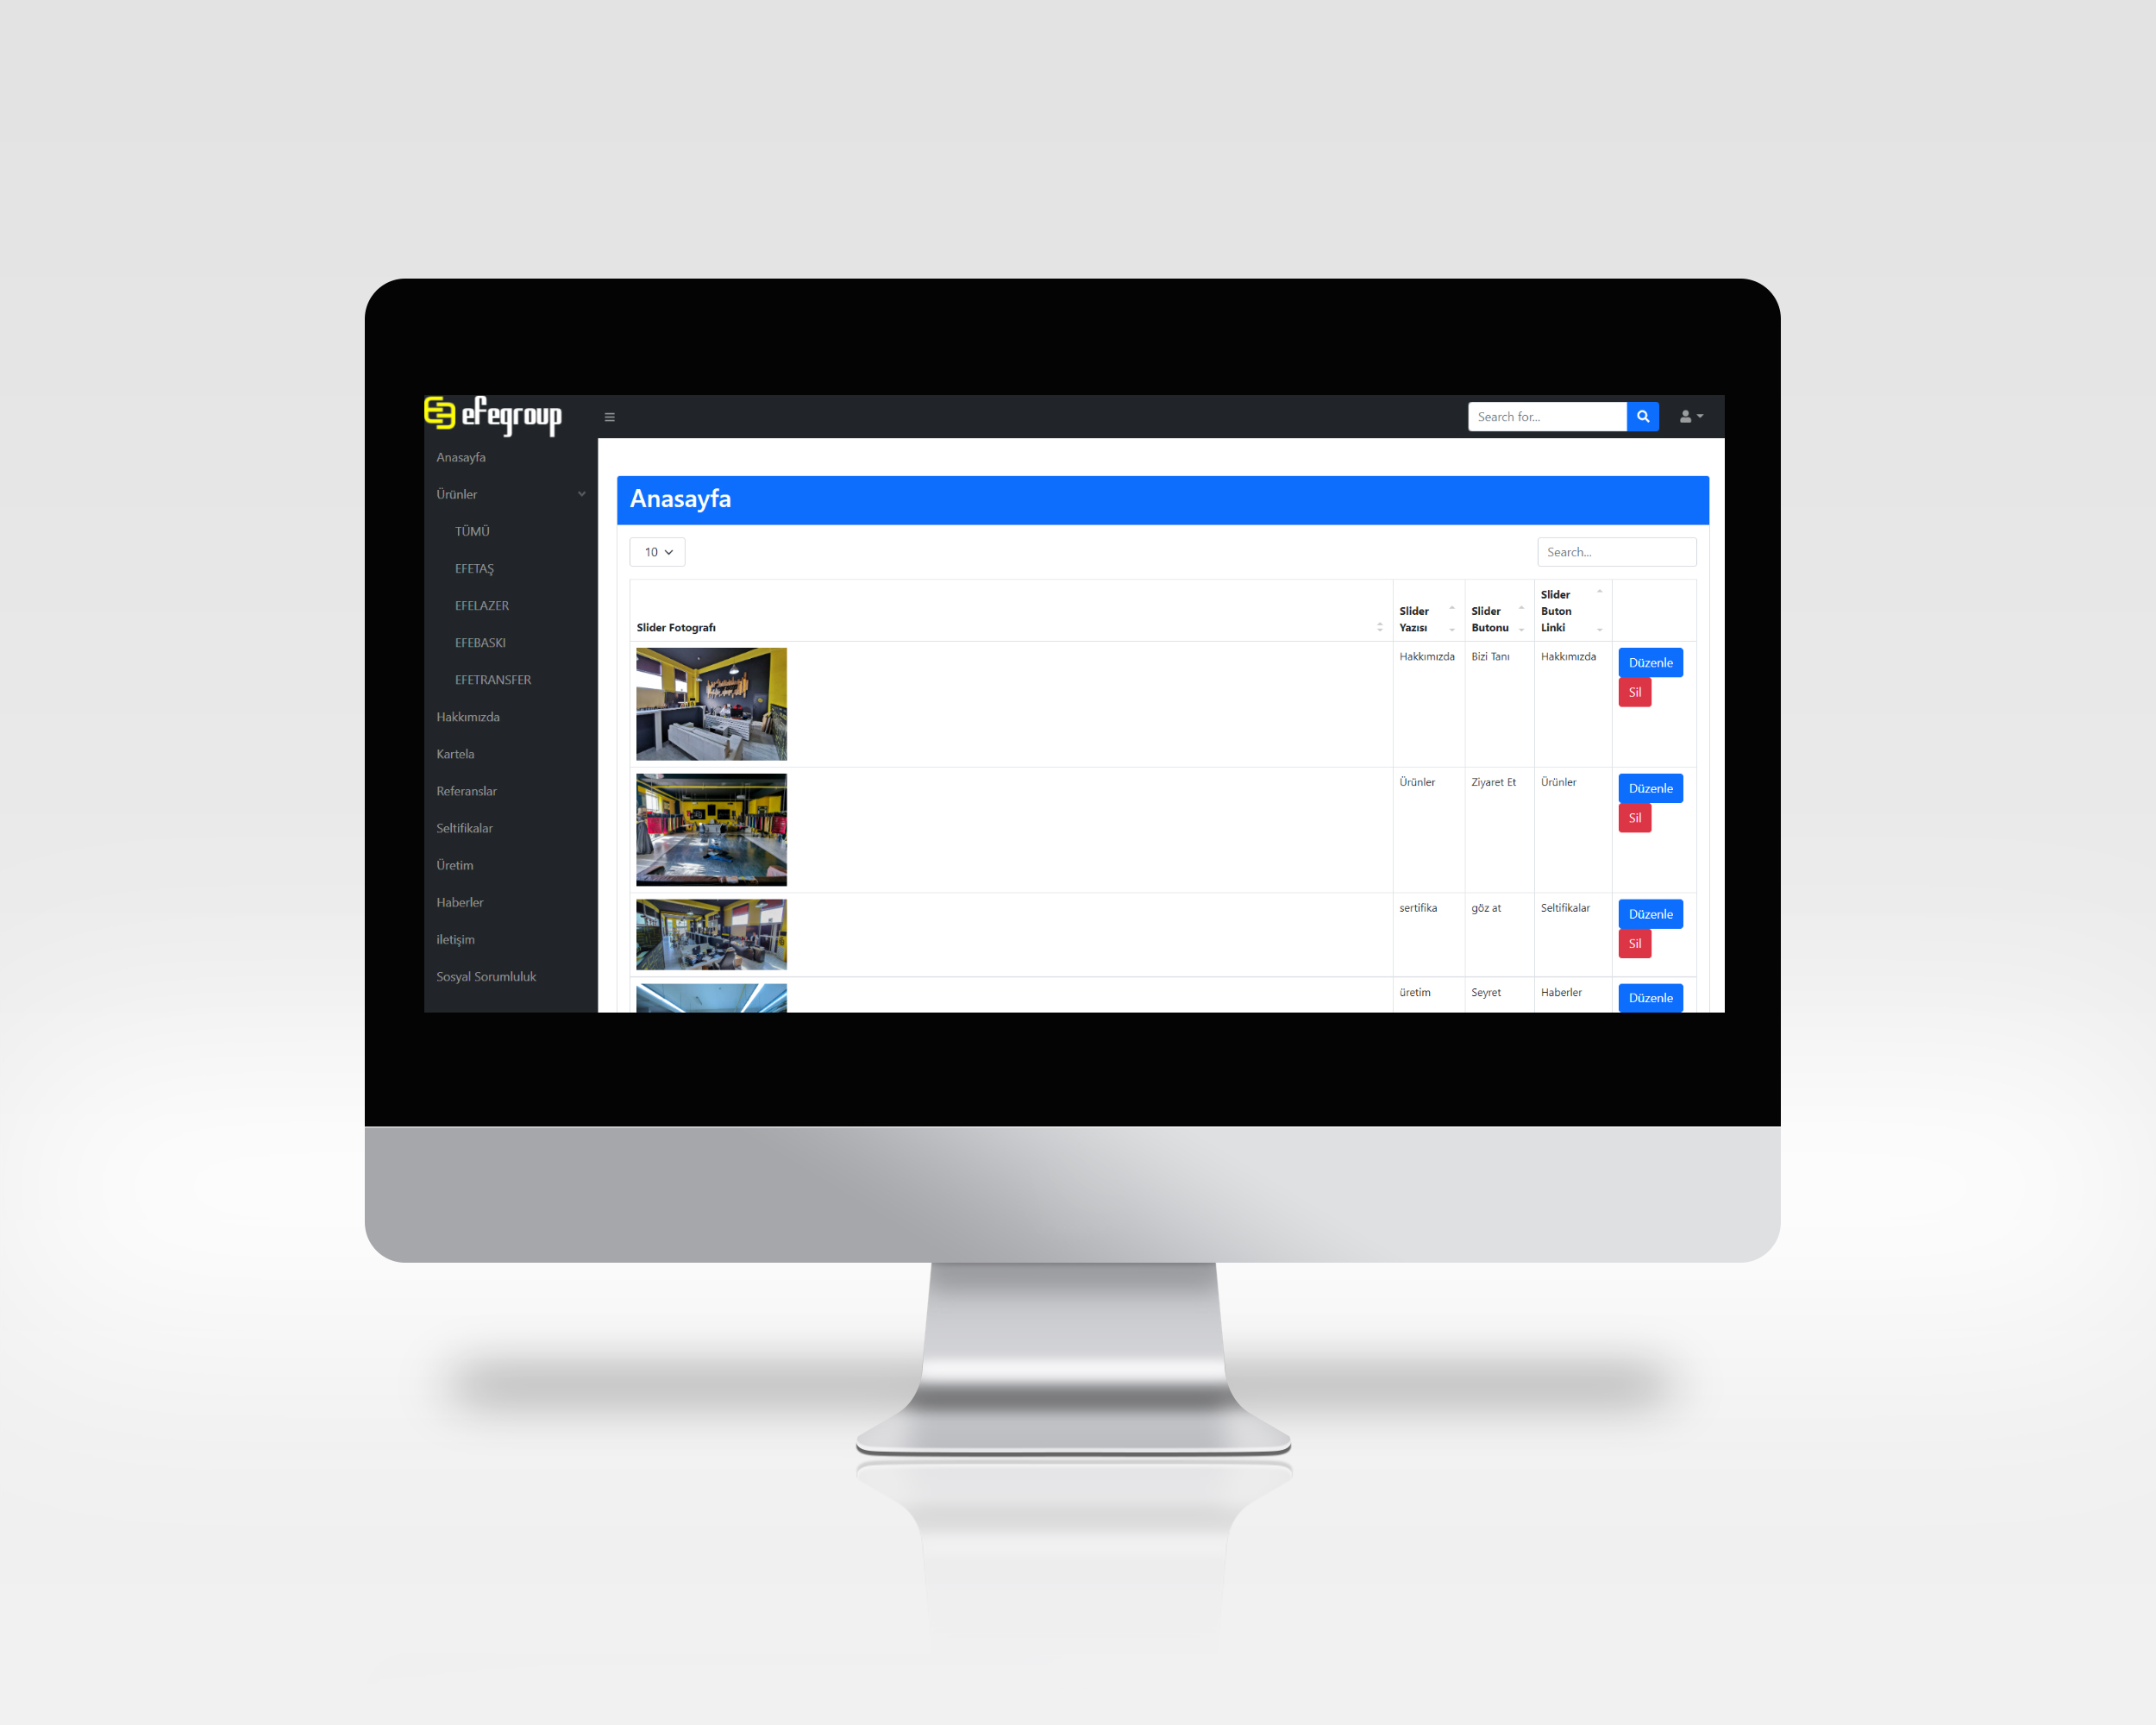 efegroup
Search for...
Anasayfa
Ürünler
TÜMÜ
EFETAŞ
EFELAZER
EFEBASKI
EFETRANSFER
Hakkımızda
Kartela
Referanslar
Seltifikalar
Üretim
Haberler
iletişim
Sosyal Sorumluluk
Anasayfa
10
Search...
Slider Fotografı
Slider
Yazısı
Slider
Butonu
Slider
Buton
Linki
Hakkımızda
Bizi Tanı
Hakkımızda
Düzenle
Sil
Ürünler
Ziyaret Et
Ürünler
Düzenle
Sil
sertifika
göz at
Seltifikalar
Düzenle
Sil
üretim
Seyret
Haberler
Düzenle